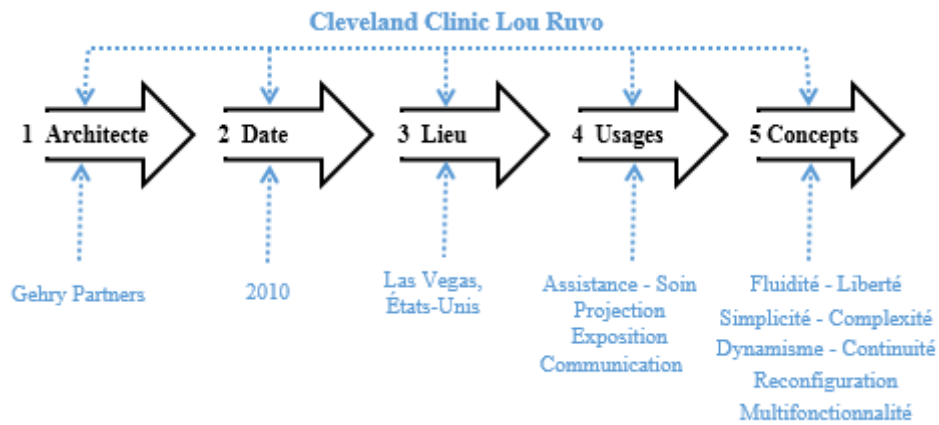 Cleveland Clinic Lou Ruvo
1 Architecte
2 Date
3 Lieu
4 Usages
5 Concepts
Gehry Partners
2010
Las Vegas,
États-Unis
Assistance - Soin
Projection
Exposition
Communication
Fluidité - Liberté
Simplicité - Complexité
Dynamisme - Continuité
Reconfiguration
Multifonctionnalité